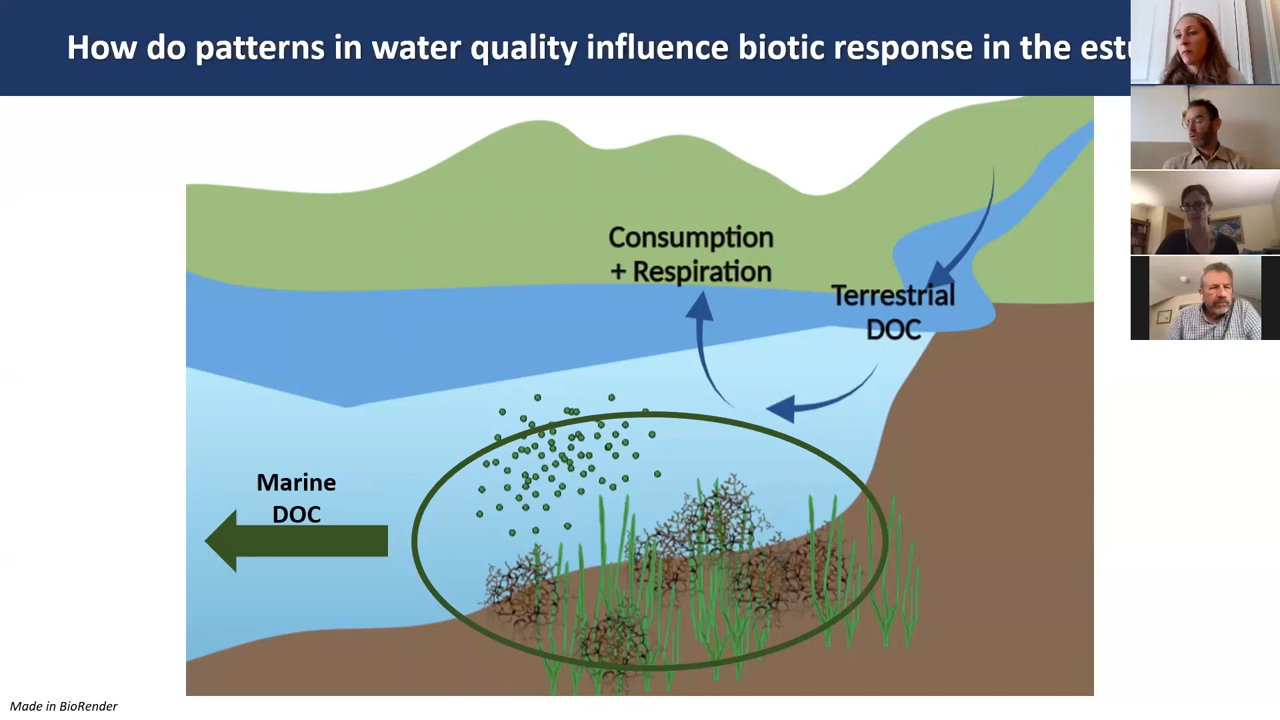 How do patterns in water quality influence biotic response in the
Consumption
+ Respiration
Terrestrial
DOC
Marine
DOC
Made in BioRender